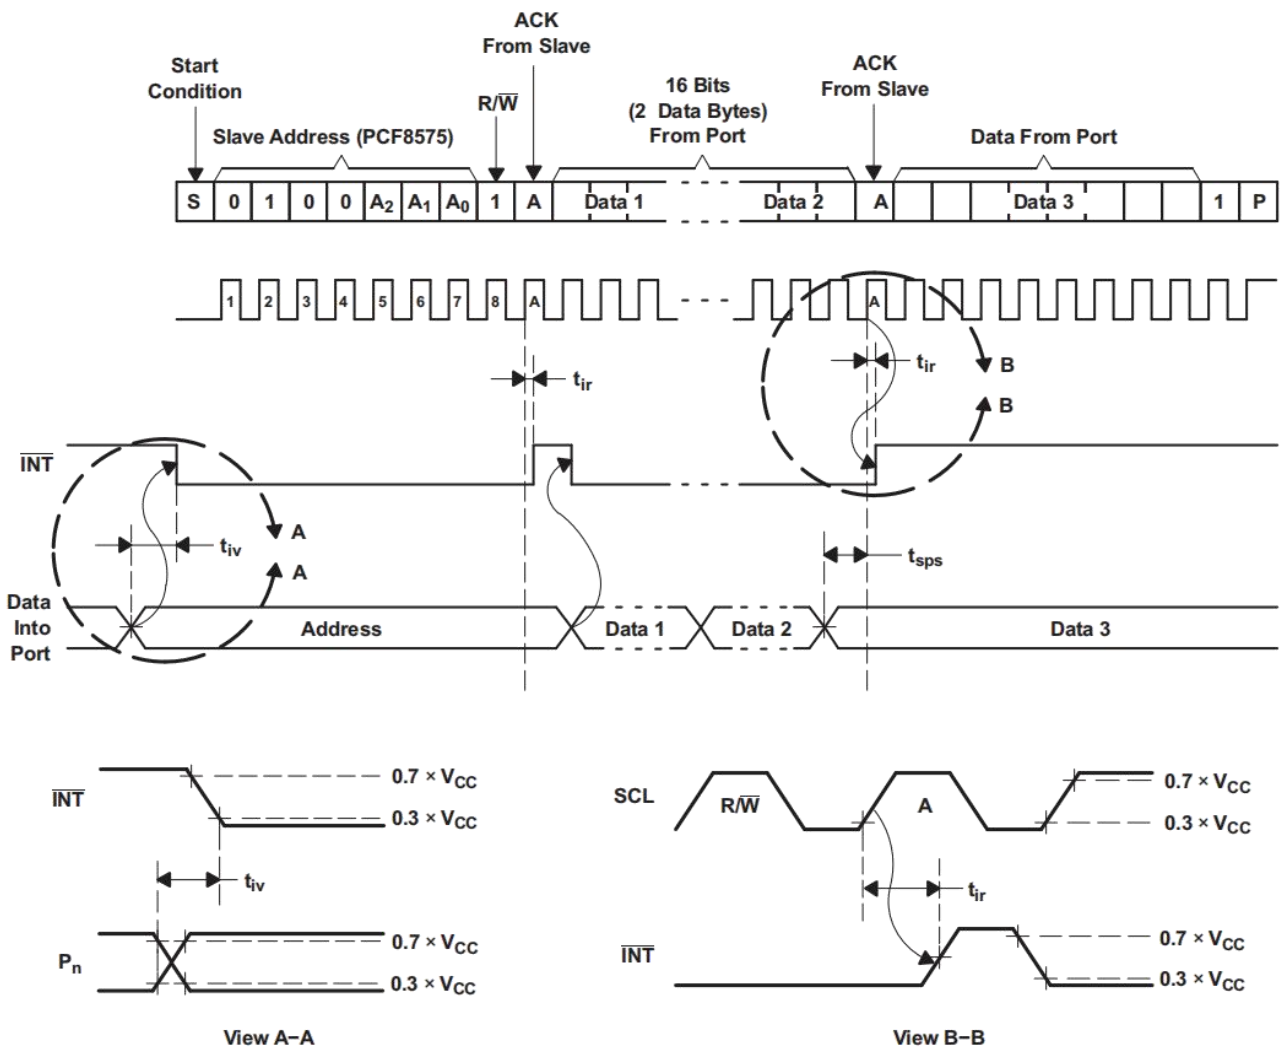 ACK
From Slave
Start
Condition
R/W̅
16 Bits
(2 Data Bytes)
From Port
ACK
From Slave
Slave Address (PCF8575)
Data From Port
S 0 1 0 0 A2 A1 A0 1 A Data 1 Data 2 A Data 3 1 P
1 2 3 4 5 6 7 8 A A
tir
tir
B
B
I̅N̅T̅
tiv
A
A
tsps
Data
Into
Port
Address
Data 1
Data 2
Data 3
I̅N̅T̅
0.7 × VCC
0.3 × VCC
tiv
Pn
0.7 × VCC
0.3 × VCC
View A–A
SCL
R/W̅
A
0.7 × VCC
0.3 × VCC
tir
I̅N̅T̅
0.7 × VCC
0.3 × VCC
View B–B